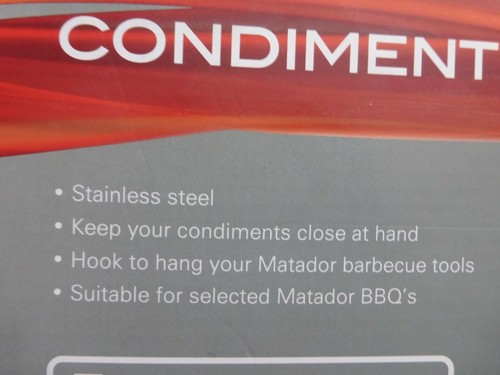 CONDIMENT
• Stainless steel
• Keep your condiments close at hand
• Hook to hang your Matador barbecue tools
• Suitable for selected Matador BBQ's